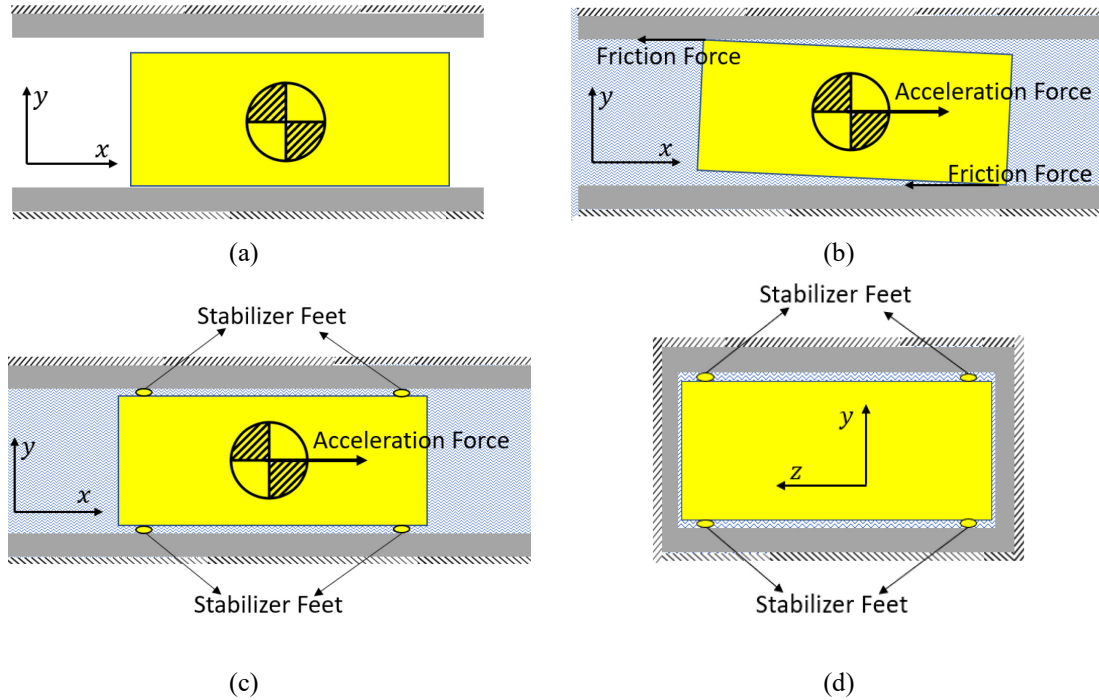 y
x
(a)
Friction Force
Acceleration Force
y
x
Friction Force
(b)
Stabilizer Feet
Acceleration Force
y
x
Stabilizer Feet
(c)
Stabilizer Feet
y
z
Stabilizer Feet
(d)